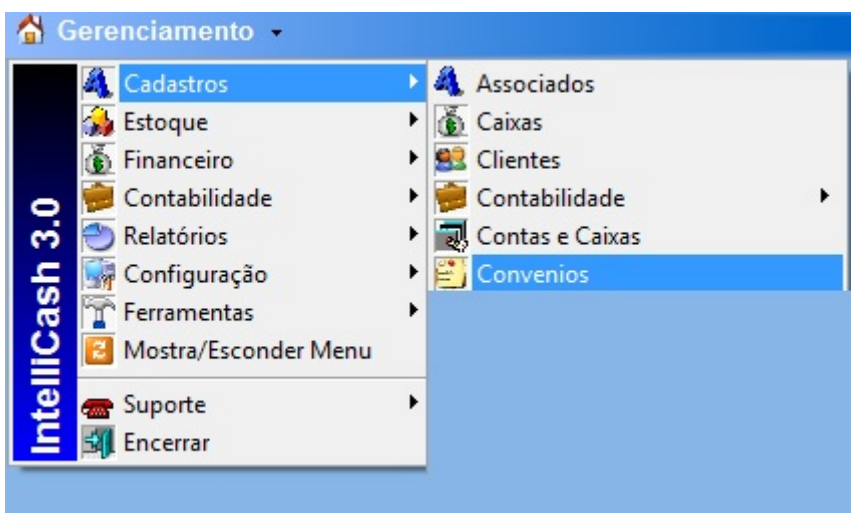 Gerenciamento
IntelliCash 3.0
Cadastros
Estoque
Financeiro
Contabilidade
Relatórios
Configuração
Ferramentas
Mostra/Esconder Menu
Suporte
Encerrar
Associados
Caixas
Clientes
Contabilidade
Contas e Caixas
Convenios